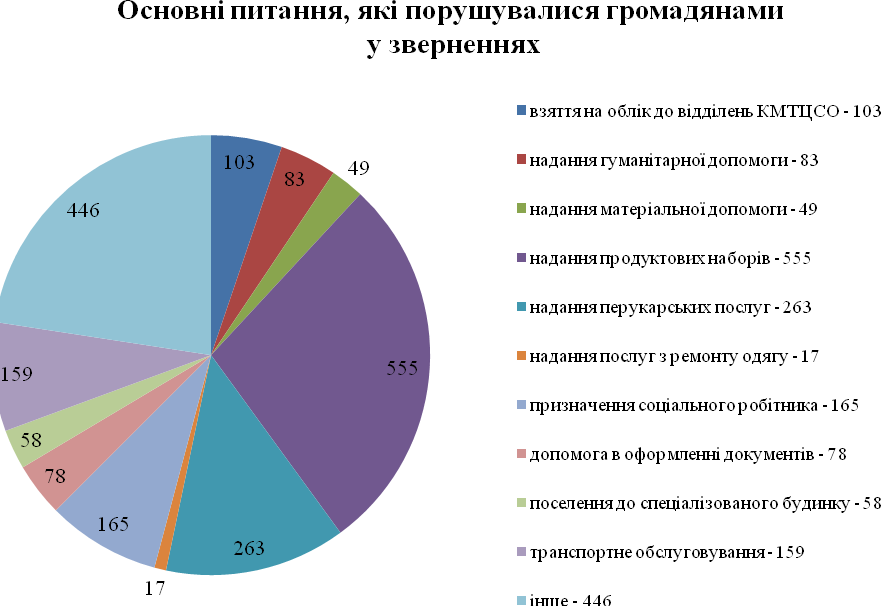 Основні питання, які порушувалися громадянами
у зверненнях
взяття на облік до відділень КМТЦСО - 103
надання гуманітарної допомоги - 83
надання матеріальної допомоги - 49
надання продуктових наборів - 555
надання перукарських послуг - 263
надання послуг з ремонту одягу - 17
призначення соціального робітника - 165
допомога в оформленні документів - 78
поселення до спеціалізованого будинку - 58
транспортне обслуговування - 159
інше - 446
103
83
49
555
263
17
165
78
58
159
446